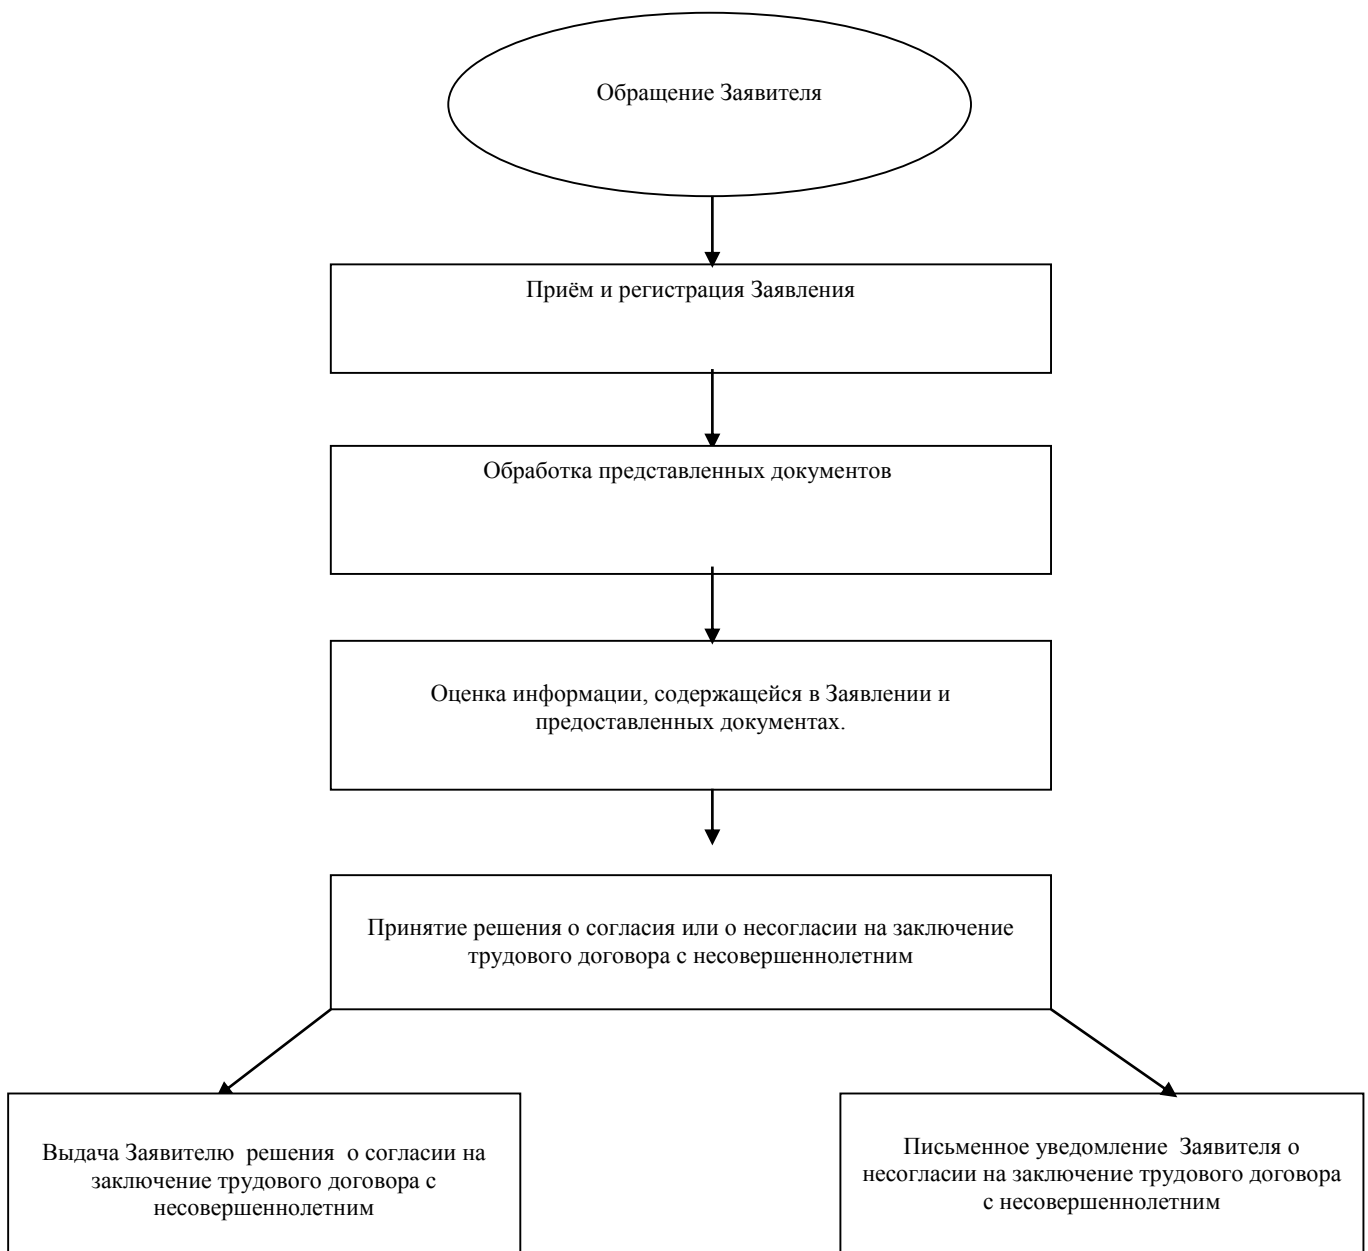 Обращение Заявителя
Приём и регистрация Заявления
Обработка представленных документов
Оценка информации, содержащейся в Заявлении и
предоставленных документах.
Принятие решения о согласия или о несогласии на заключение
трудового договора с несовершеннолетним
Выдача Заявителю  решения  о согласии на
заключение трудового договора с
несовершеннолетним
Письменное уведомление  Заявителя о
несогласии на заключение трудового договора
с несовершеннолетним